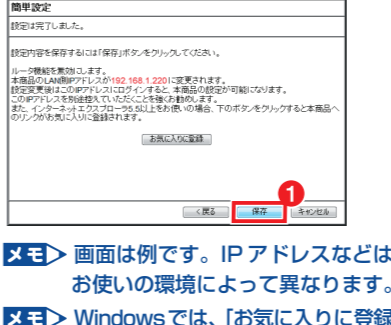 簡単設定
設定は完了しました。
設定内容を保存するには「保存」ボタンをクリックしてください。
ルータ機能を無効にします。
本商品のLAN側IPアドレスが192.168.1.220に変更されます。
設定変更後はこのIPアドレスにログインすると、本商品の設定が可能になります。
このIPアドレスを別途控えていただくことを強くお勧めします。
また、インターネットエクスプローラ5.5以上をお使いの場合、下のボタンをクリックすると本商品へ
のリンクがお気に入りに登録されます。
お気に入りに登録
1
<戻る 保存 キャンセル
メモ 画面は例です。IPアドレスなどは
お使いの環境によって異なります。
メモ Windowsでは、[お気に入りに登録